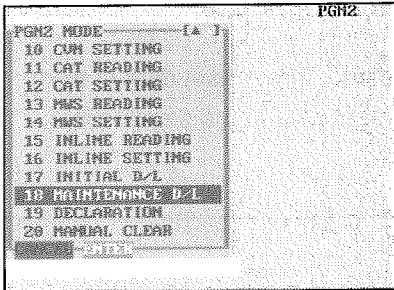 PGM2
PGM2 MODE [▲ ]
10 CVM SETTING
11 CAT READING
12 CAT SETTING
13 MWS READING
14 MWS SETTING
15 INLINE READING
16 INLINE SETTING
17 INITIAL D/L
18 MAINTENANCE D/L
19 DECLARATION
20 MANUAL CLEAR
ENTER